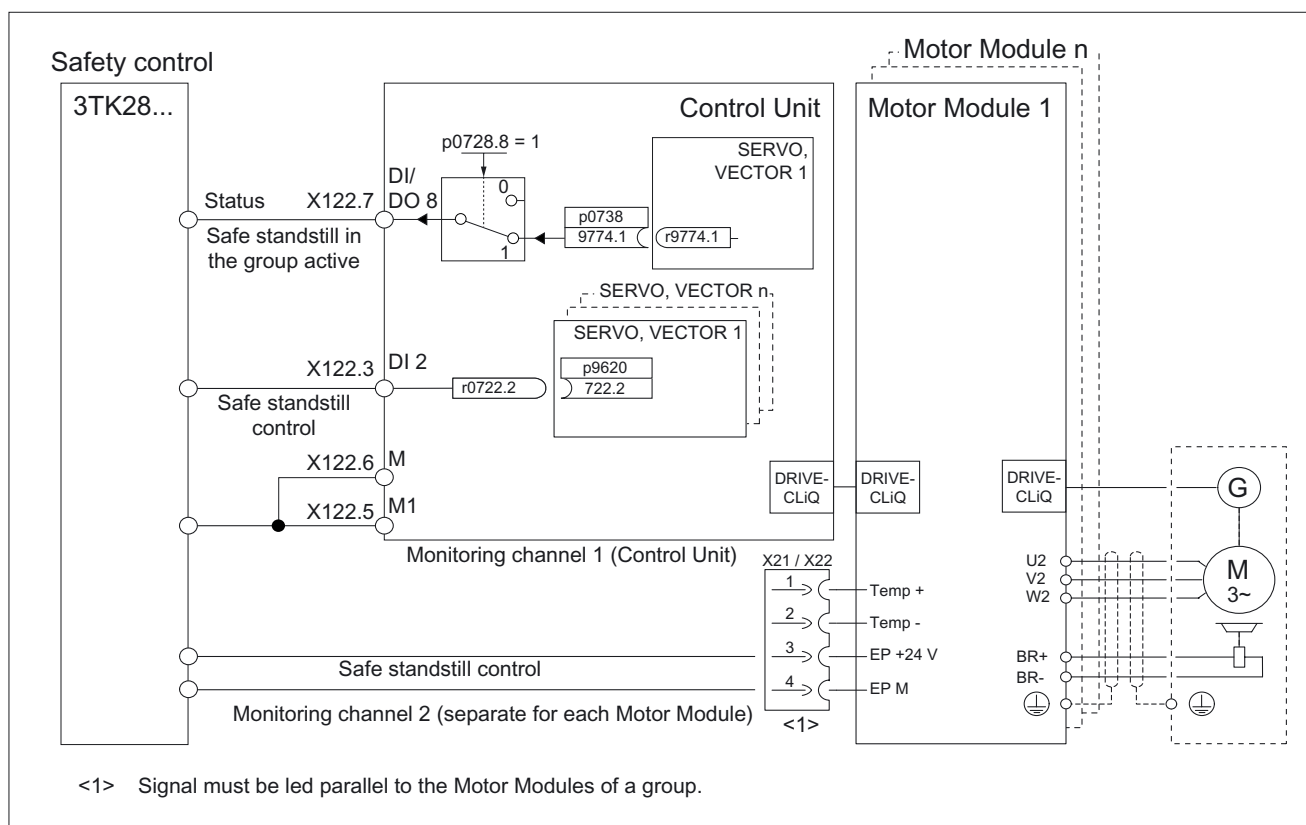 Motor Module n
Safety control
3TK28...
Control Unit
Motor Module 1
p0728.8 = 1
SERVO,
VECTOR 1
DI/
DO 8
0
1
Status
X122.7
Safe standstill in
the group active
p0738
9774.1
r9774.1
SERVO, VECTOR n
SERVO, VECTOR 1
X122.3
DI 2
r0722.2
p9620
722.2
Safe standstill
control
X122.6
M
X122.5
M1
DRIVE-
CLiQ
DRIVE-
CLiQ
DRIVE-
CLiQ
G
Monitoring channel 1 (Control Unit)
X21 / X22
1
Temp +
2
Temp -
3
EP +24 V
4
EP M
<1>
U2
V2
W2
M
3~
BR+
BR-
Safe standstill control
Monitoring channel 2 (separate for each Motor Module)
<1> Signal must be led parallel to the Motor Modules of a group.